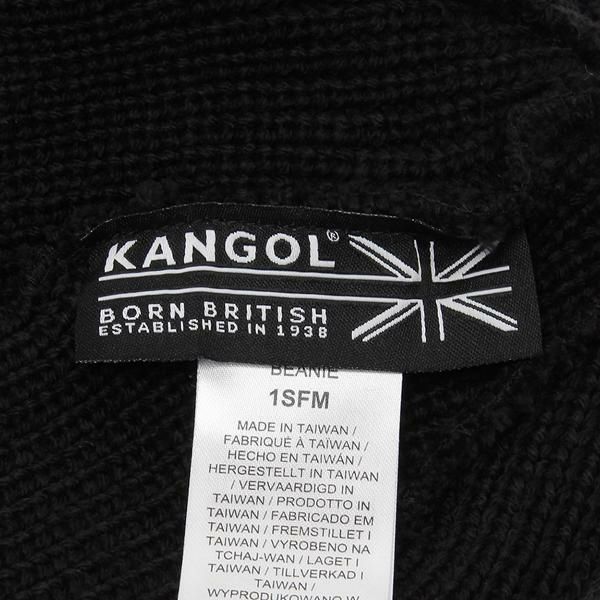 KANGOL®
BORN BRITISH
ESTABLISHED IN 1938
BEANIE
1SFM
MADE IN TAIWAN /
FABRIQUÉ À TAÏWAN /
HECHO EN TAIWÁN /
HERGESTELLT IN TAIWAN
/ VERVAARDIGD IN
TAIWAN / PRODOTTO IN
TAIWAN / FABRICADO EM
TAIWAN / FREMSTILLET I
TAIWAN / VYROBENO NA
TCHAJ-WAN / LAGET I
TAIWAN / TILLVERKAD I
TAIWAN /
WYPRODUKOWANO W